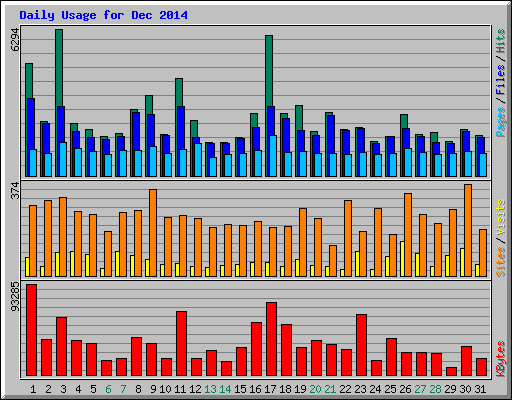 Daily Usage for Dec 2014
6294
Pages / Files / Hits
374
Sites / Visits
93285
KBytes
1 2 3 4 5 6 7 8 9 10 11 12 13 14 15 16 17 18 19 20 21 22 23 24 25 26 27 28 29 30 31